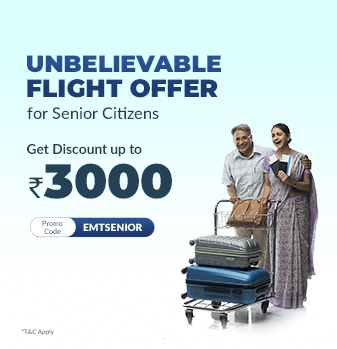 UNBELIEVABLE
FLIGHT OFFER
for Senior Citizens
Get Discount up to
₹3000
Promo
Code
EMTSENIOR
*T&C Apply